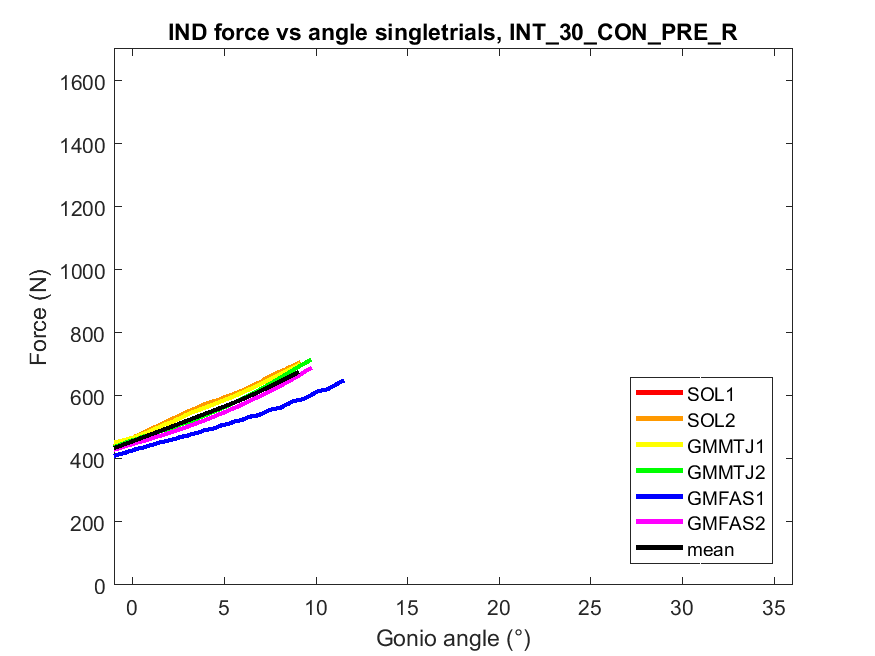 IND force vs angle singletrials, INT_30_CON_PRE_R
1600
1400
1200
1000
800
600
400
200
0
Force (N)
0 5 10 15 20 25 30 35
Gonio angle (°)
SOL1
SOL2
GMMTJ1
GMMTJ2
GMFAS1
GMFAS2
mean